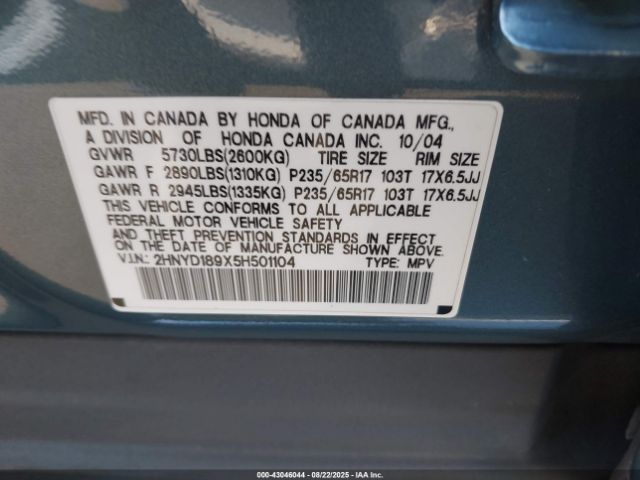 MFD. IN CANADA BY HONDA OF CANADA MFG.,
A DIVISION OF HONDA CANADA INC. 10/04
GVWR 5730LBS(2600KG) TIRE SIZE RIM SIZE
GAWR F 2890LBS(1310KG) P235/65R17 103T 17X6.5JJ
GAWR R 2945LBS(1335KG) P235/65R17 103T 17X6.5JJ
THIS VEHICLE CONFORMS TO ALL APPLICABLE
FEDERAL MOTOR VEHICLE SAFETY
AND THEFT PREVENTION STANDARDS IN EFFECT
ON THE DATE OF MANUFACTURE SHOWN ABOVE.
V.I.N.: 2HNYD189X5H501104 TYPE: MPV
000-43046044 - 08/22/2025 - IAAI.COM